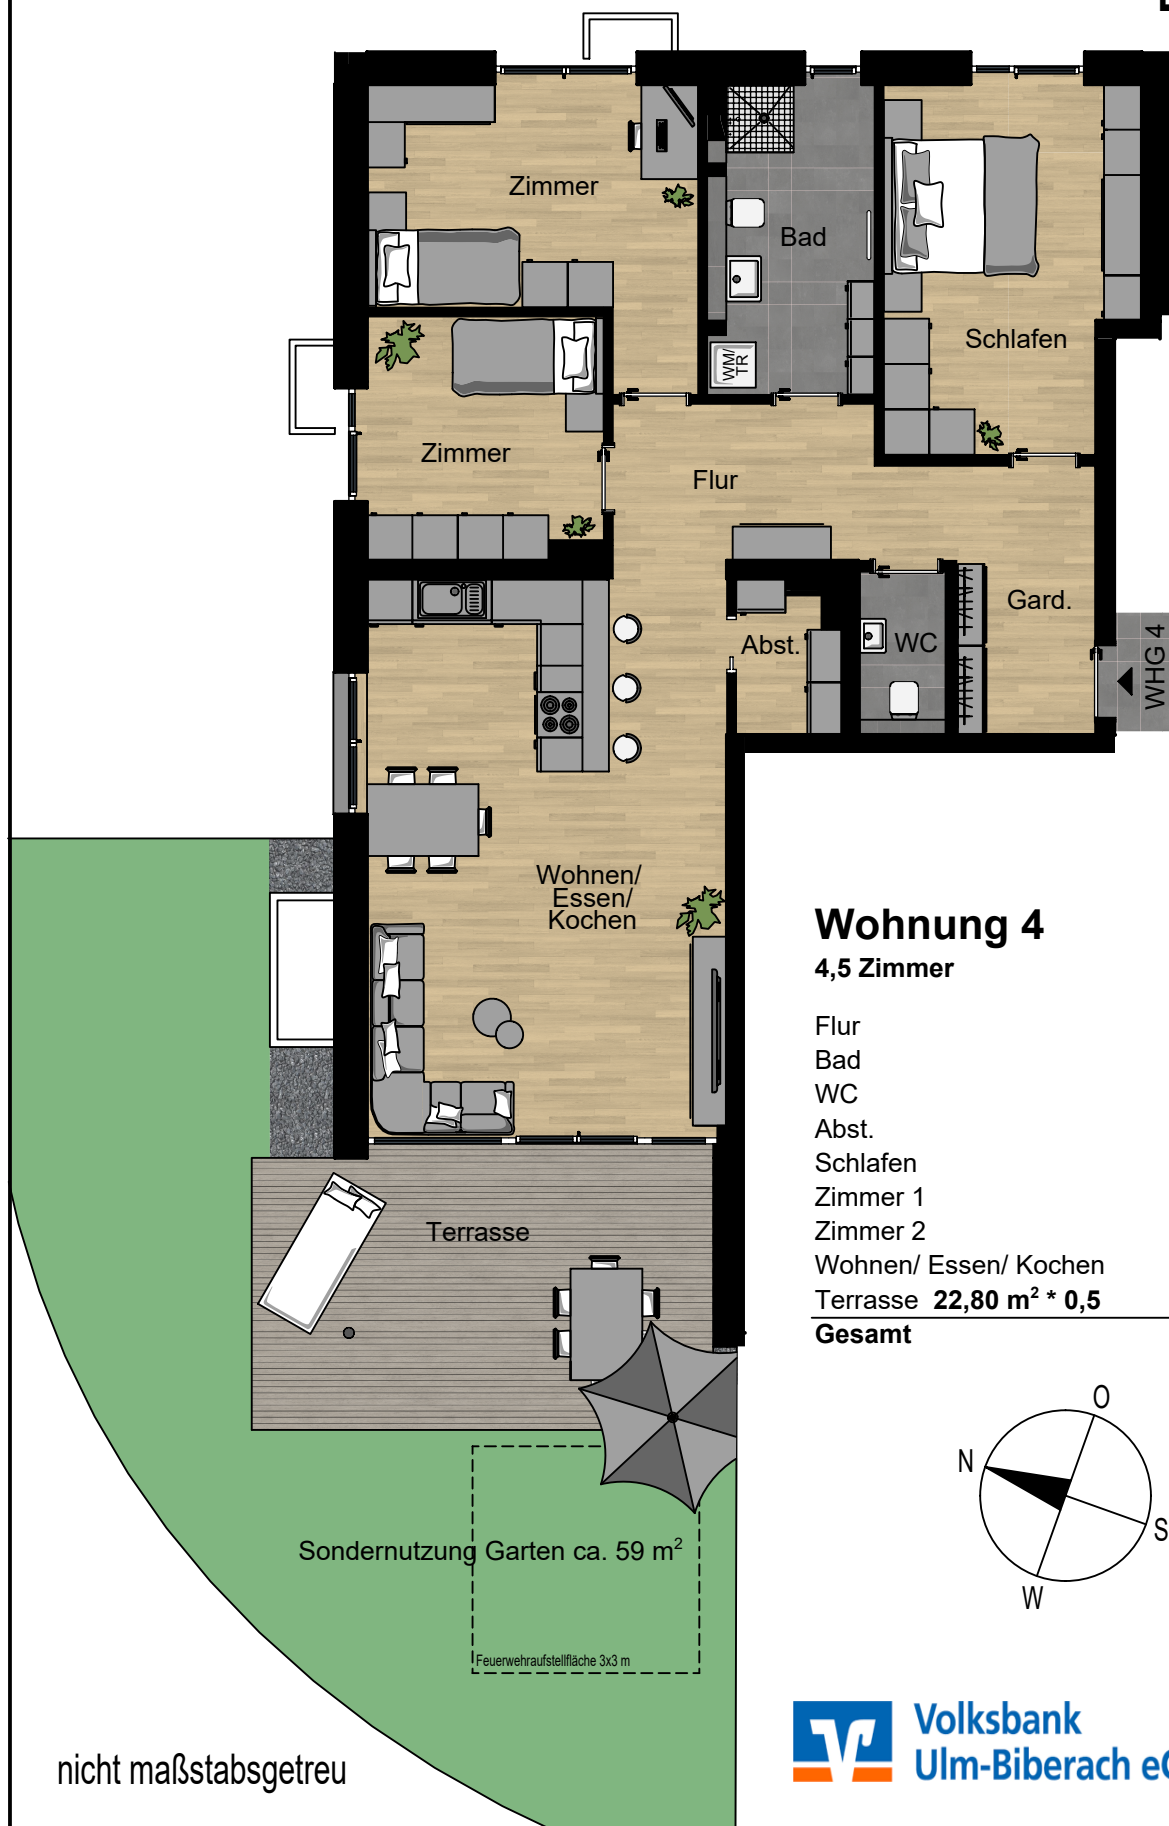 Zimmer
Bad
Schlafen
WM/
TR
Zimmer
Flur
Abst.
WC
Gard.
WHG 4
Wohnen/
Essen/
Kochen
Terrasse
Sondernutzung Garten ca. 59 m²
Feuerwehraufstellfläche 3x3 m
nicht maßstabsgetreu
Wohnung 4
4,5 Zimmer
Flur
Bad
WC
Abst.
Schlafen
Zimmer 1
Zimmer 2
Wohnen/ Essen/ Kochen
Terrasse 22,80 m² * 0,5
Gesamt
O
N
S
W
Volksbank
Ulm-Biberach eG